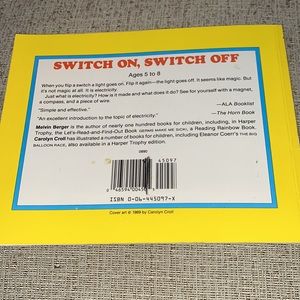 SWITCH ON, SWITCH OFF
Ages 5 to 8
When you flip a switch a light goes on. Flip it again—the light goes off. It seems like magic. But
it's not magic at all. It is electricity.
Just what is electricity? How is it made and what does it do? See for yourself with a magnet,
a compass, and a piece of wire.
"Simple and effective."
—ALA Booklist
"An excellent introduction to the topic of electricity."
—The Horn Book
Melvin Berger is the author of nearly one hundred books for children, including, in Harper
Trophy, the Let's-Read-and-Find-Out Book GERMS MAKE ME SICK!, a Reading Rainbow Book.
Carolyn Croll has illustrated a number of books for children, including Eleanor Coerr's THE BIG
BALLOON RACE, also available in a Harper Trophy edition.
45097
ISBN 0-06-445097-X
Cover art © 1989 by Carolyn Croll